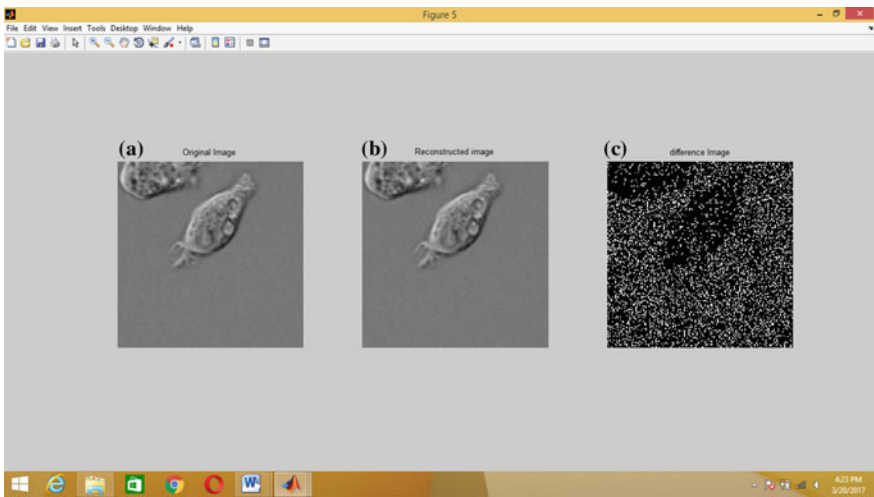 Figure 5
File Edit View Insert Tools Desktop Window Help
(a) Original Image
(b) Reconstructed image
(c) difference Image
4:23 PM
3/20/2017